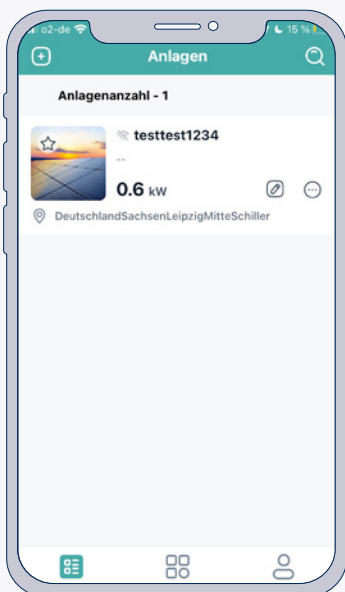 o2-de
15 %
Anlagen
Anlagenanzahl - 1
testtest1234
--
0.6 kW
DeutschlandSachsenLeipzigMitteSchiller